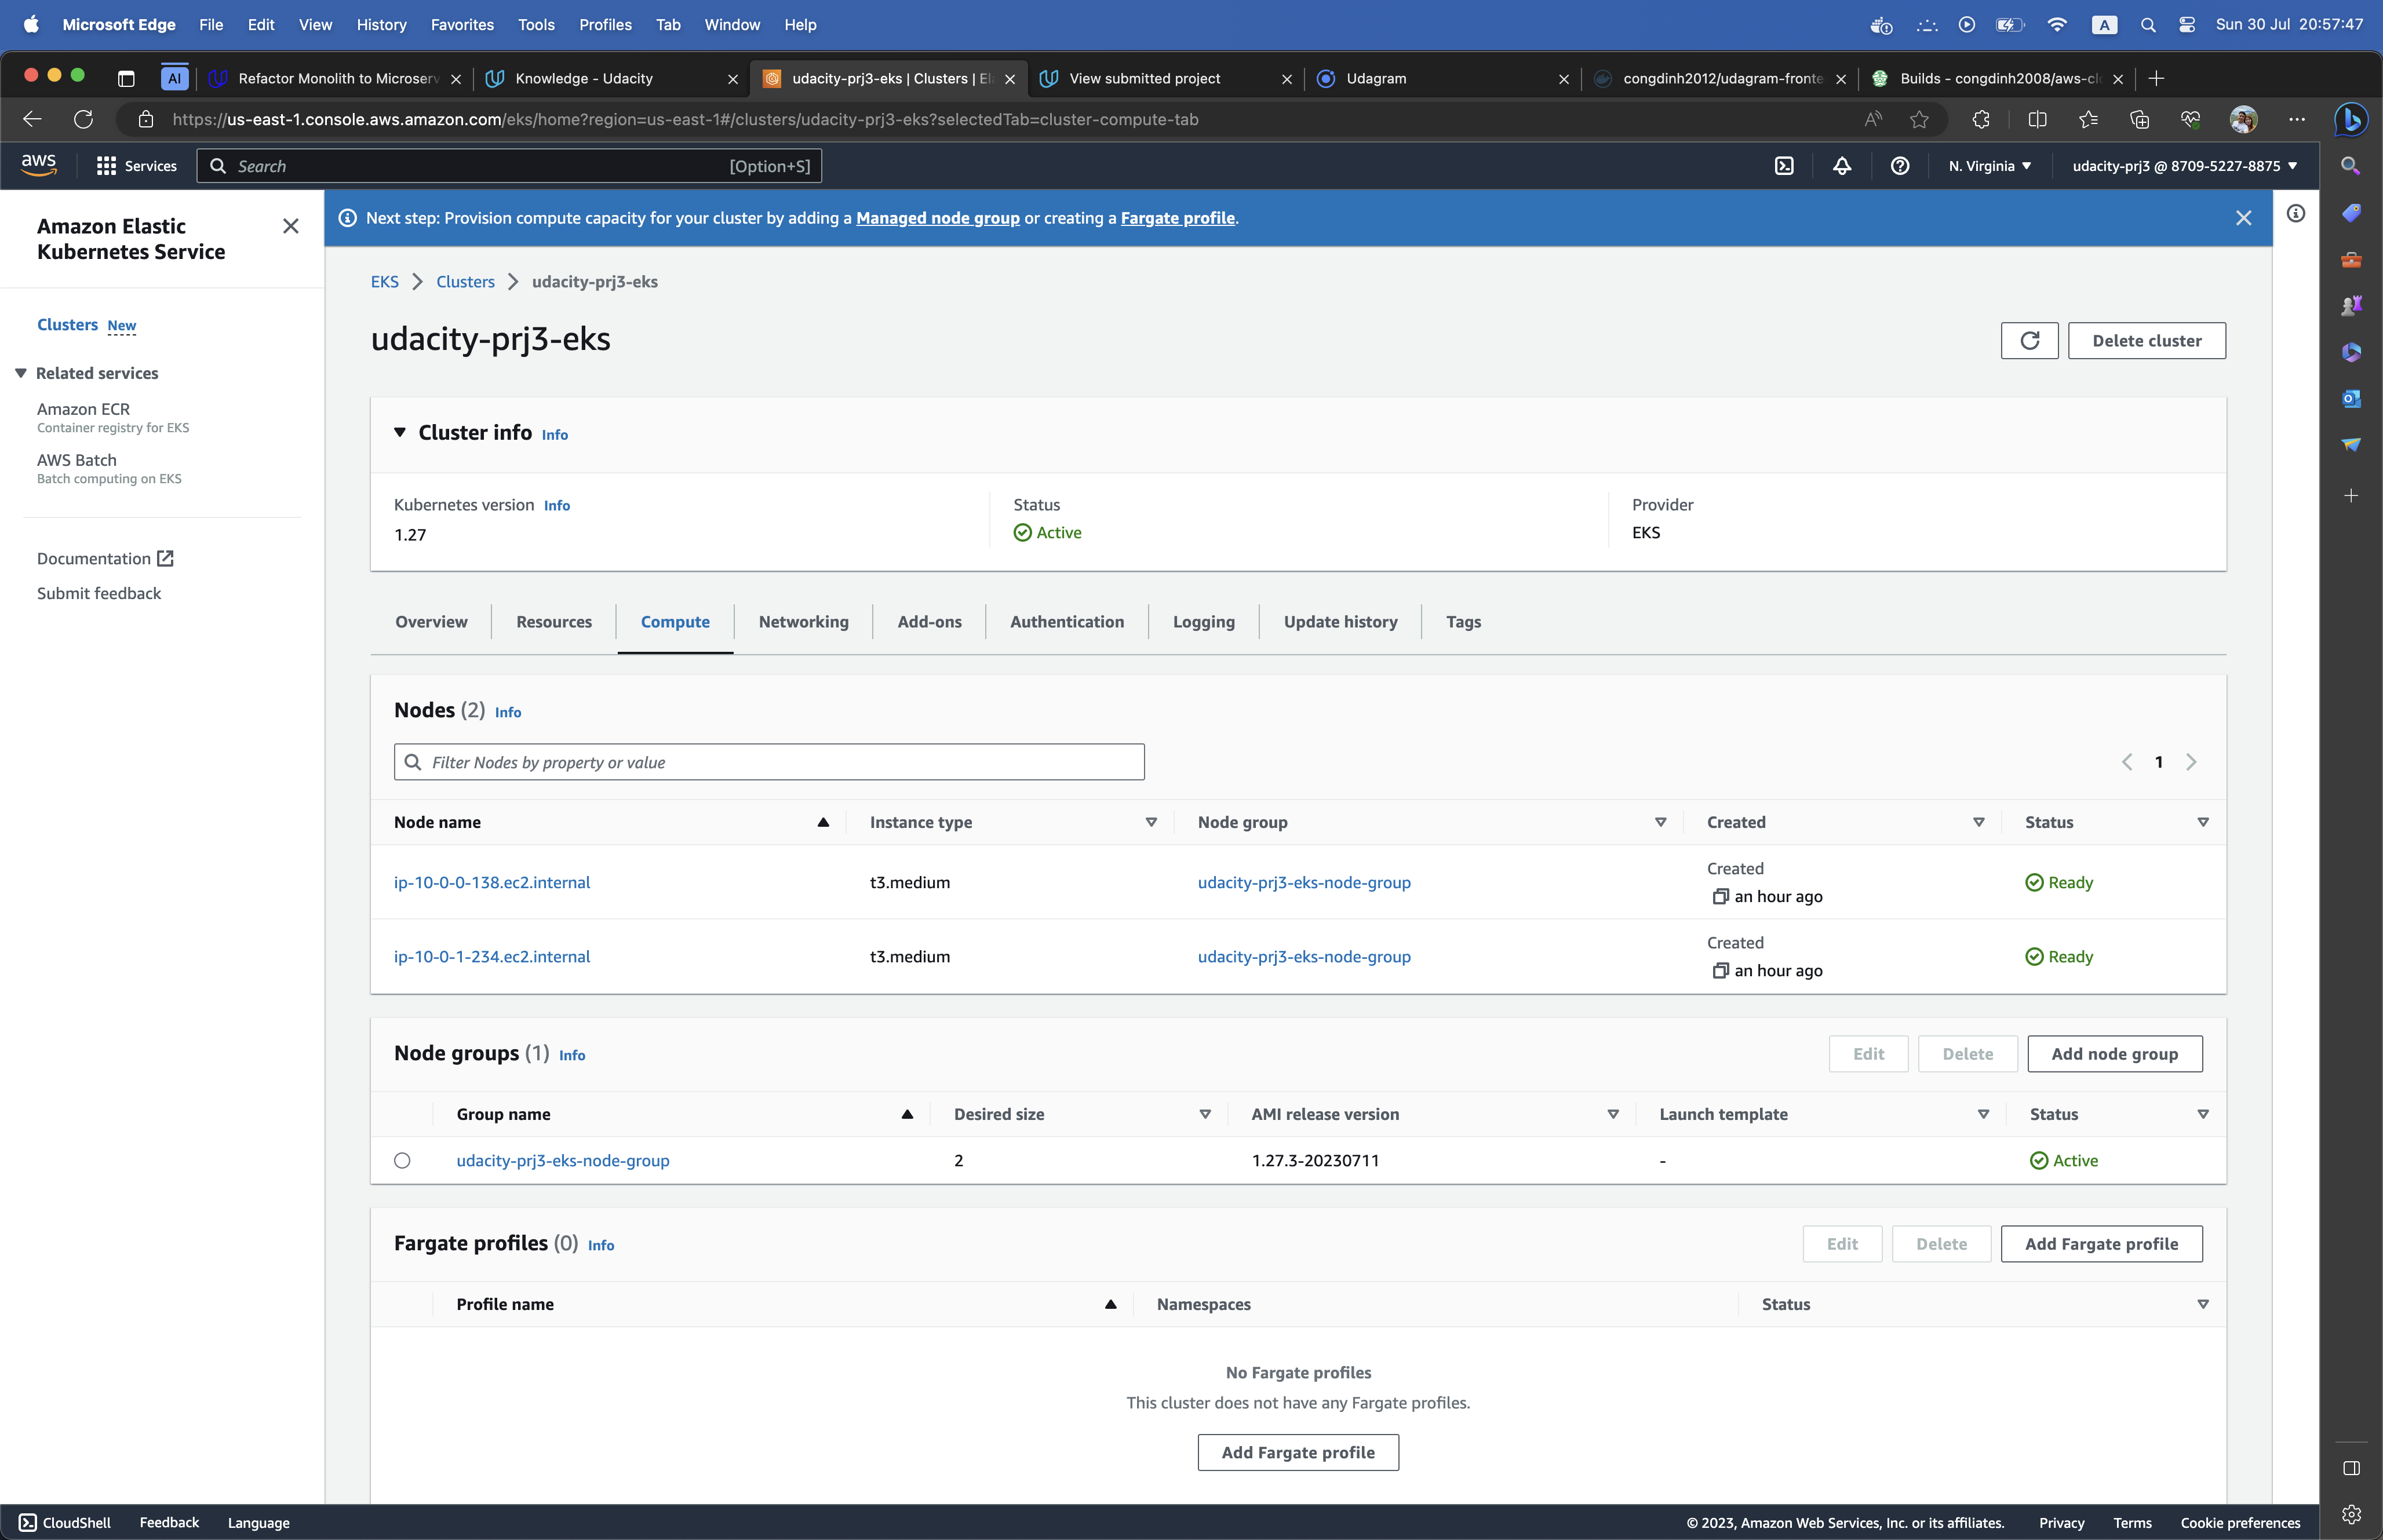 Microsoft Edge File Edit View History Favorites Tools Profiles Tab Window Help
A
Sun 30 Jul 20:57:47
AI
Refactor Monolith to Microserv
Knowledge - Udacity
udacity-prj3-eks | Clusters | El
View submitted project
Udagram
congdinh2012/udagram-fronte
Builds - congdinh2008/aws-cl
https://us-east-1.console.aws.amazon.com/eks/home?region=us-east-1#/clusters/udacity-prj3-eks?selectedTab=cluster-compute-tab
aws
Services
Search
[Option+S]
N. Virginia
udacity-prj3 @ 8709-5227-8875
Amazon Elastic
Kubernetes Service
Clusters New
Related services
Amazon ECR
Container registry for EKS
AWS Batch
Batch computing on EKS
Documentation
Submit feedback
Next step: Provision compute capacity for your cluster by adding a Managed node group or creating a Fargate profile.
EKS
Clusters
udacity-prj3-eks
udacity-prj3-eks
Delete cluster
Cluster info Info
Kubernetes version Info
1.27
Status
Active
Provider
EKS
Overview
Resources
Compute
Networking
Add-ons
Authentication
Logging
Update history
Tags
Nodes (2) Info
Filter Nodes by property or value
1
Node name Instance type Node group Created Status
ip-10-0-0-138.ec2.internal t3.medium udacity-prj3-eks-node-group Created
an hour ago
Ready
ip-10-0-1-234.ec2.internal t3.medium udacity-prj3-eks-node-group Created
an hour ago
Ready
Node groups (1) Info
Edit
Delete
Add node group
Group name Desired size AMI release version Launch template Status
udacity-prj3-eks-node-group 2 1.27.3-20230711 - Active
Fargate profiles (0) Info
Edit
Delete
Add Fargate profile
Profile name Namespaces Status
No Fargate profiles
This cluster does not have any Fargate profiles.
Add Fargate profile
CloudShell Feedback Language
© 2023, Amazon Web Services, Inc. or its affiliates. Privacy Terms Cookie preferences